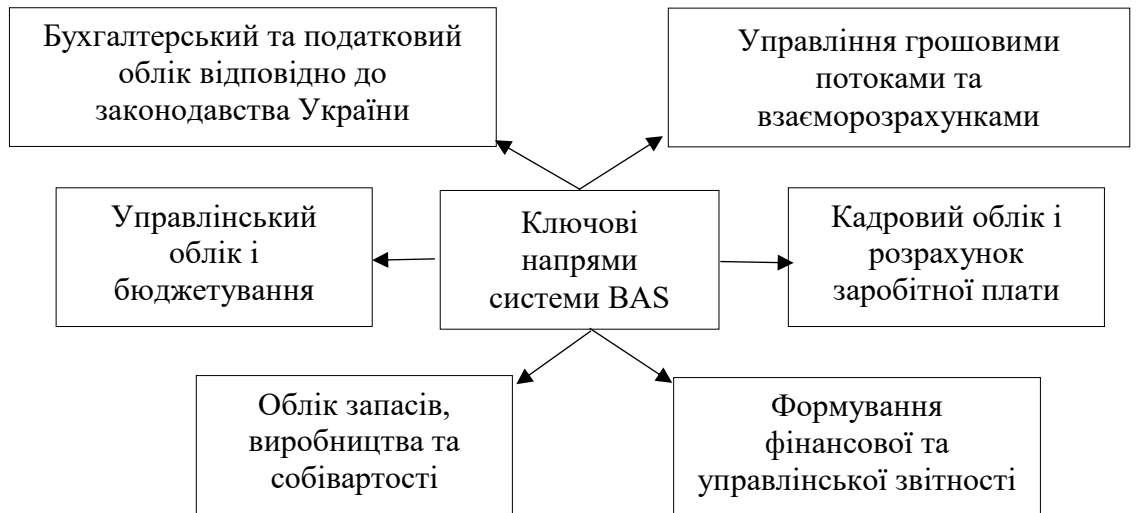 Бухгалтерський та податковий
облік відповідно до
законодавства України
Управління грошовими
потоками та
взаєморозрахунками
Управлінський
облік і
бюджетування
Ключові
напрями
системи BAS
Кадровий облік і
розрахунок
заробітної плати
Облік запасів,
виробництва та
собівартості
Формування
фінансової та
управлінської звітності